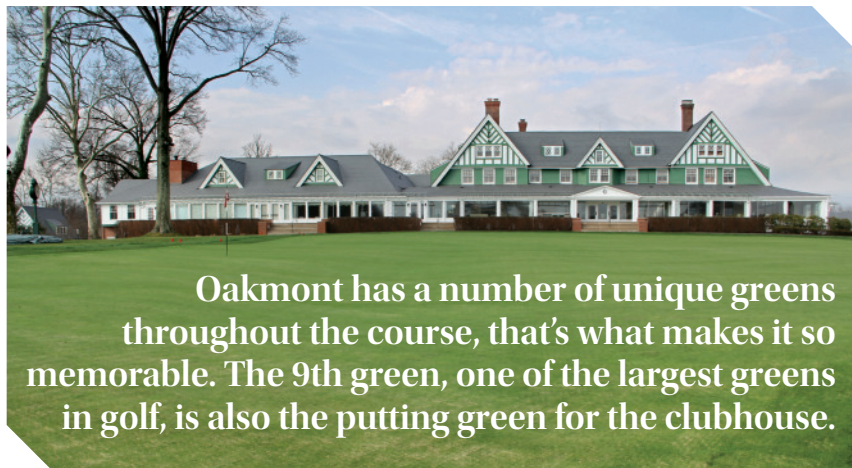 Oakmont has a number of unique greens
throughout the course, that’s what makes it so
memorable. The 9th green, one of the largest greens
in golf, is also the putting green for the clubhouse.